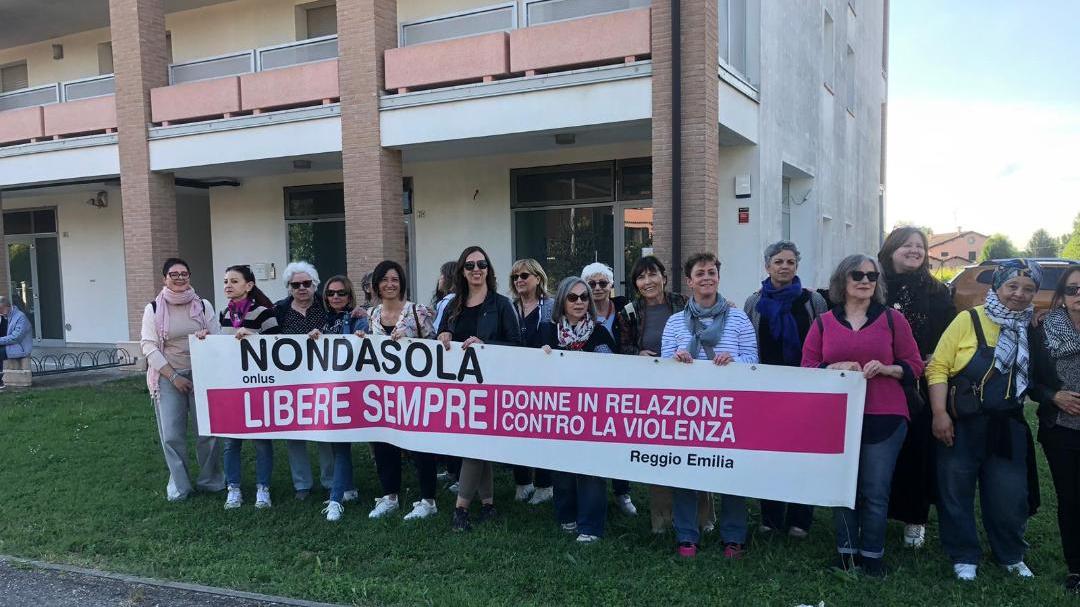 NONDASOLA
onlus
LIBERE SEMPRE
DONNE IN RELAZIONE
CONTRO LA VIOLENZA
Reggio Emilia